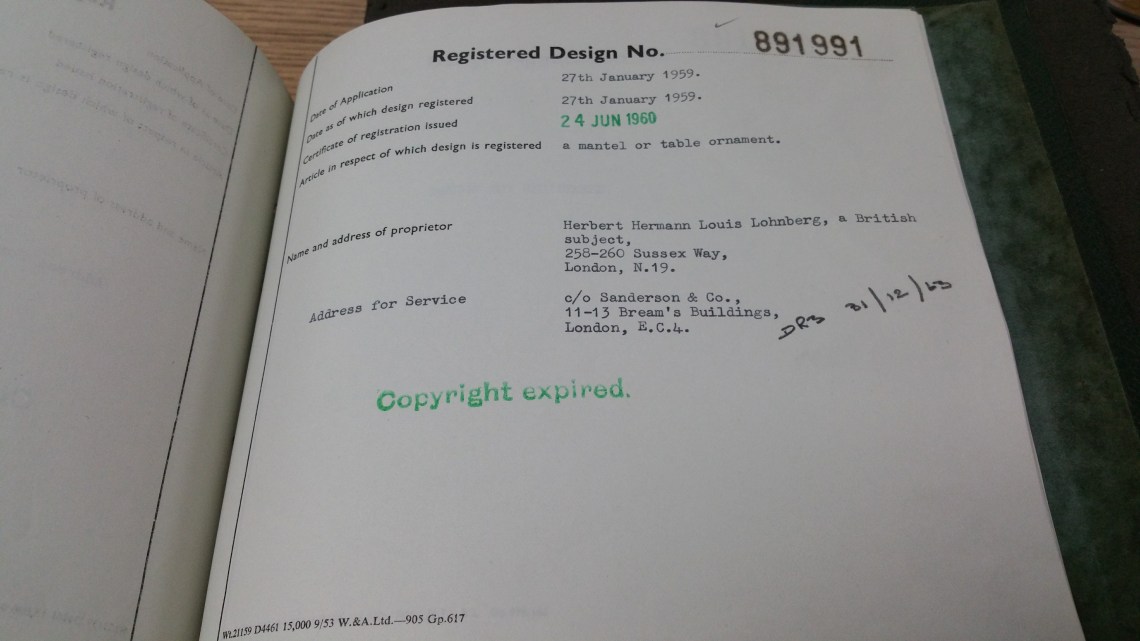 Registered Design No. 891991
Date of Application 27th January 1959.
Date as of which design registered 27th January 1959.
Certificate of registration issued 24 JUN 1960
Article in respect of which design is registered a mantel or table ornament.
Name and address of proprietor Herbert Hermann Louis Lohnberg, a British
subject,
258-260 Sussex Way,
London, N.19.
Address for Service c/o Sanderson & Co.,
11-13 Bream's Buildings,
London, E.C.4.
DRS 31/12/63
Copyright expired.
Wt.21159 D4461 15,000 9/53 W.&A.Ltd.—905 Gp.617